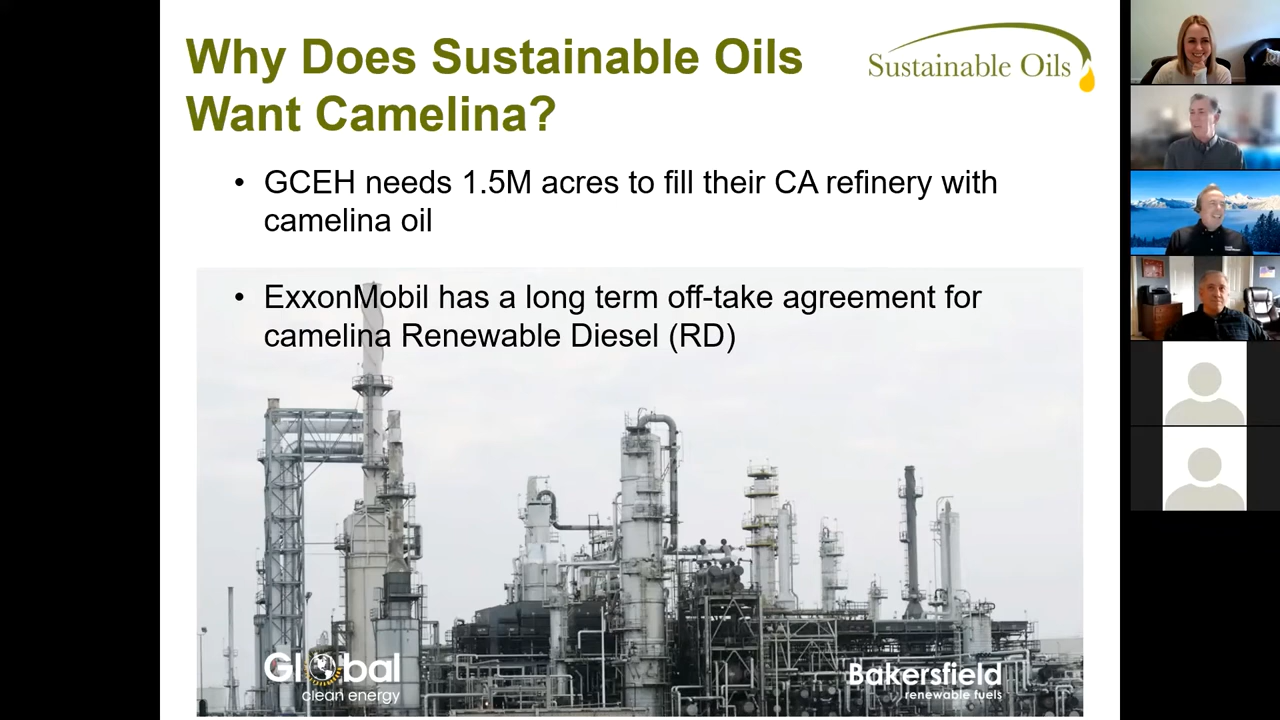 Why Does Sustainable Oils
Want Camelina?
Sustainable Oils
• GCEH needs 1.5M acres to fill their CA refinery with
camelina oil
• ExxonMobil has a long term off-take agreement for
camelina Renewable Diesel (RD)
Global
clean energy
Bakersfield
renewable fuels